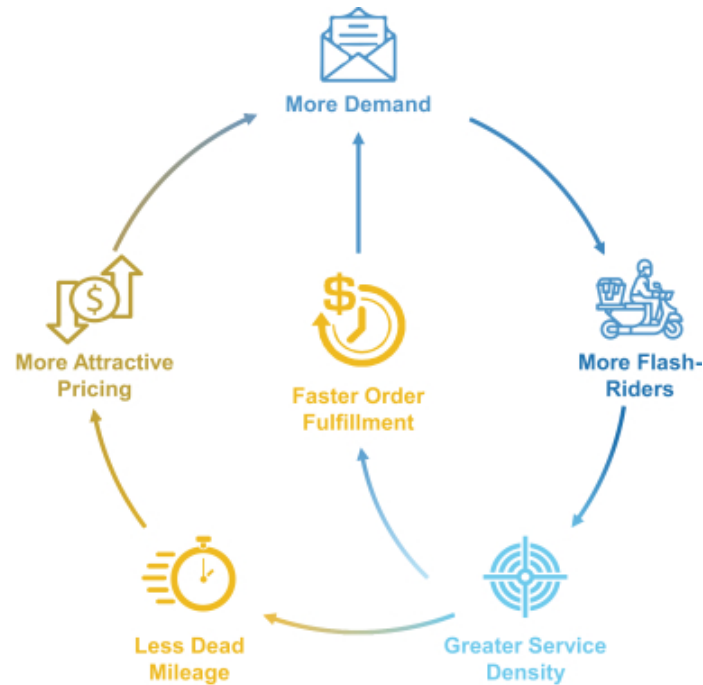 More Demand
More Attractive
Pricing
$
$
Faster Order
Fulfillment
More Flash-
Riders
Less Dead
Mileage
Greater Service
Density